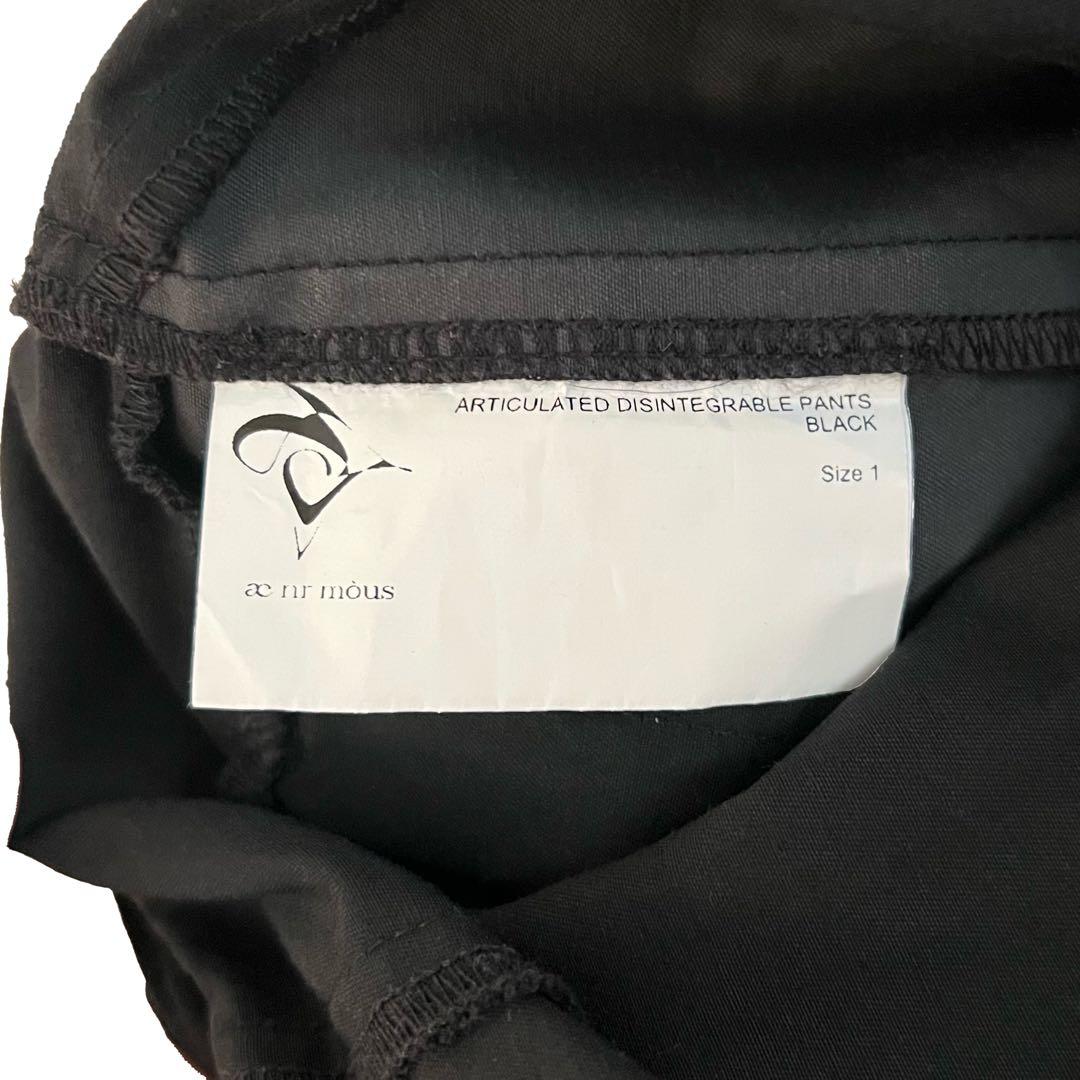 ARTICULATED DISINTEGRABLE PANTS
BLACK
Size 1
æ nr mòus